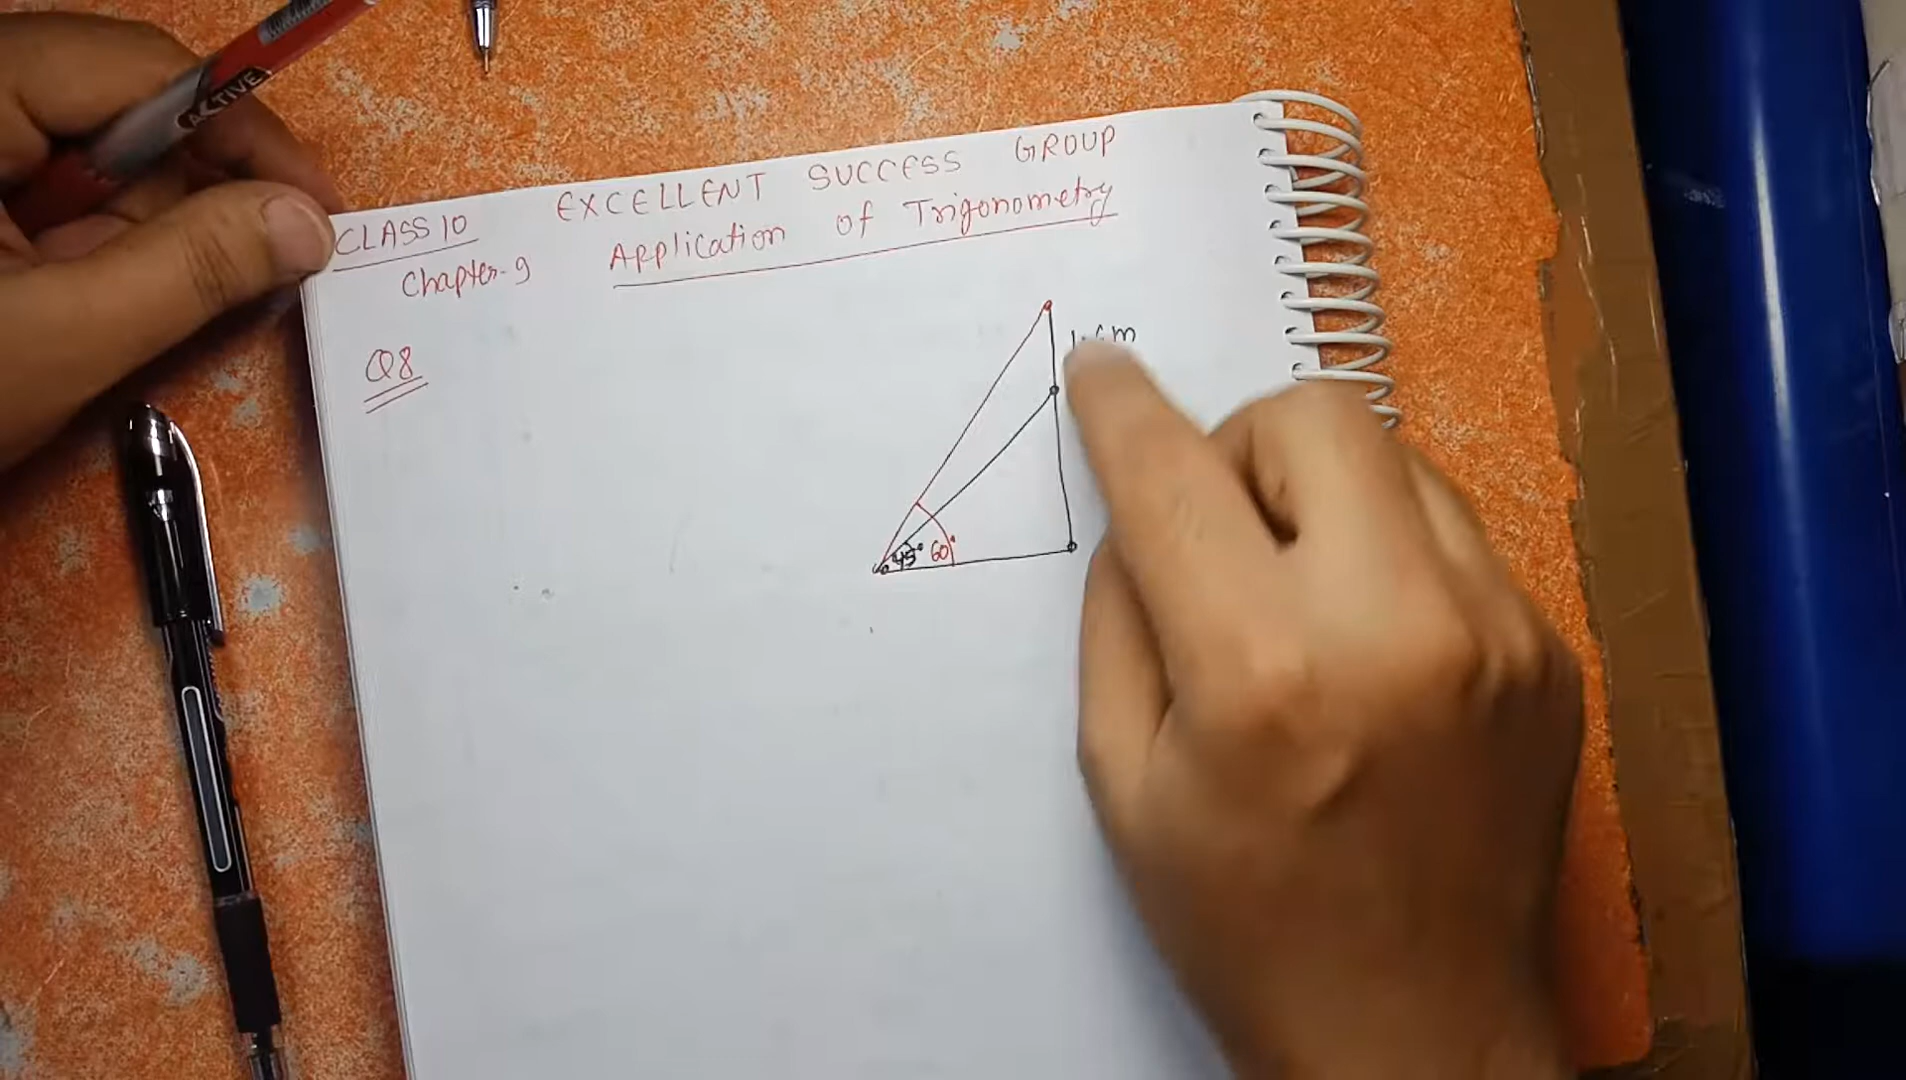 ACTIVE
EXCELLENT SUCCESS GROUP
CLASS 10
Application of Trigonometry
Chapter-9
Q8
45° 60°